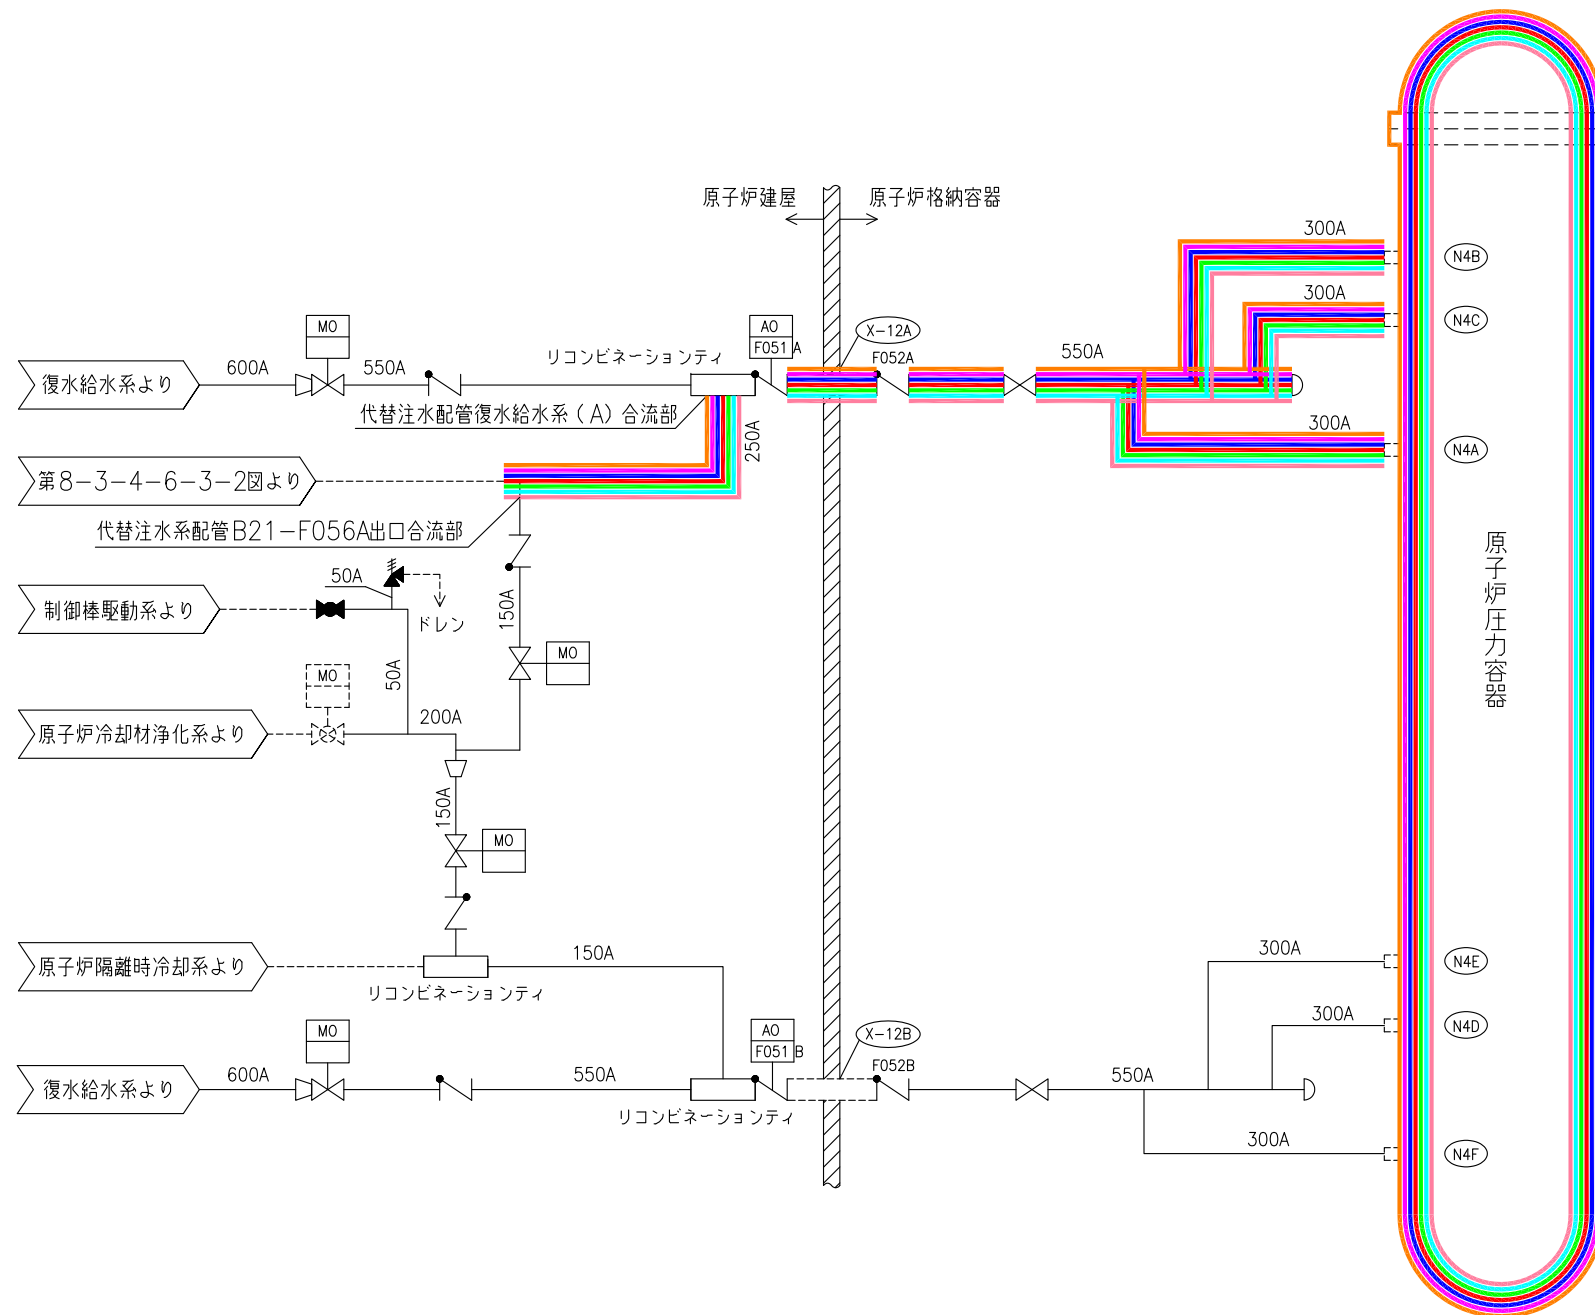 原子炉建屋
原子炉格納容器
300A
N4B
300A
N4C
MO
AO
F051A
X-12A
リコンビネーションティ
F052A
550A
復水給水系より
600A
550A
代替注水配管復水給水系(A)合流部
250A
300A
N4A
第8-3-4-6-3-2図より
代替注水系配管B21-F056A出口合流部
原子炉圧力容器
50A
制御棒駆動系より
ドレン
150A
MO
50A
MO
原子炉冷却材浄化系より
200A
150A
MO
原子炉隔離時冷却系より
150A
リコンビネーションティ
300A
N4E
300A
N4D
MO
AO
F051B
X-12B
F052B
復水給水系より
600A
550A
550A
リコンビネーションティ
300A
N4F